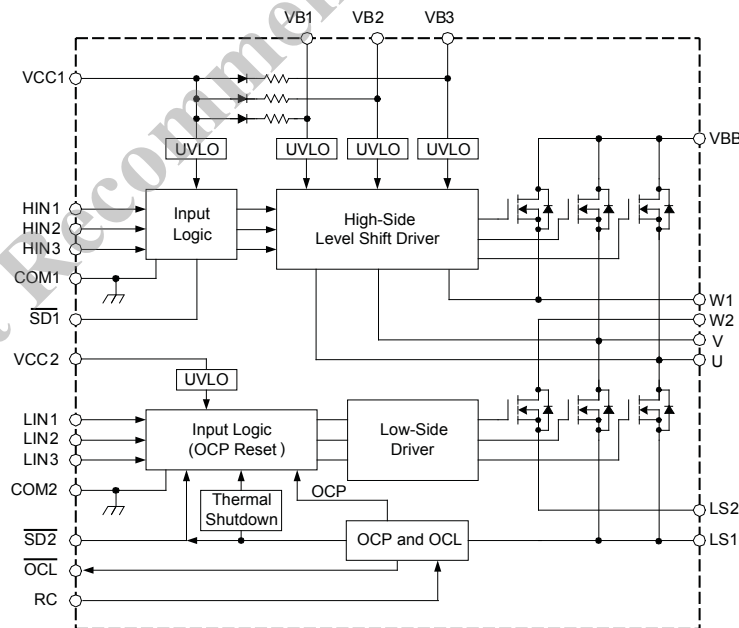 VB1 VB2 VB3
VCC1
UVLO UVLO UVLO UVLO
VBB
HIN1
HIN2
HIN3
Input
Logic
High-Side
Level Shift Driver
COM1
SD1
W1
W2
V
U
VCC2
UVLO
LIN1
LIN2
LIN3
Input Logic
(OCP Reset)
Low-Side
Driver
COM2
OCP
Thermal
Shutdown
LS2
SD2
OCP and OCL
LS1
OCL
RC
Recommen